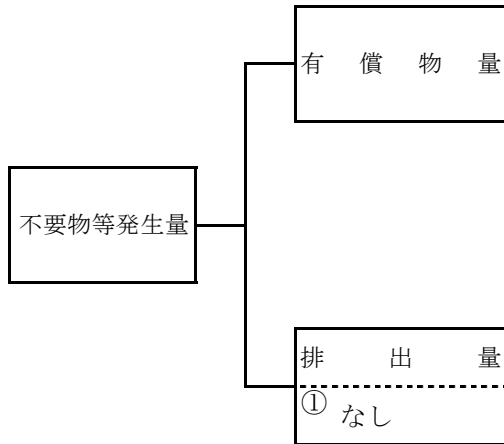 有償物量
不要物等発生量
排出量
① なし